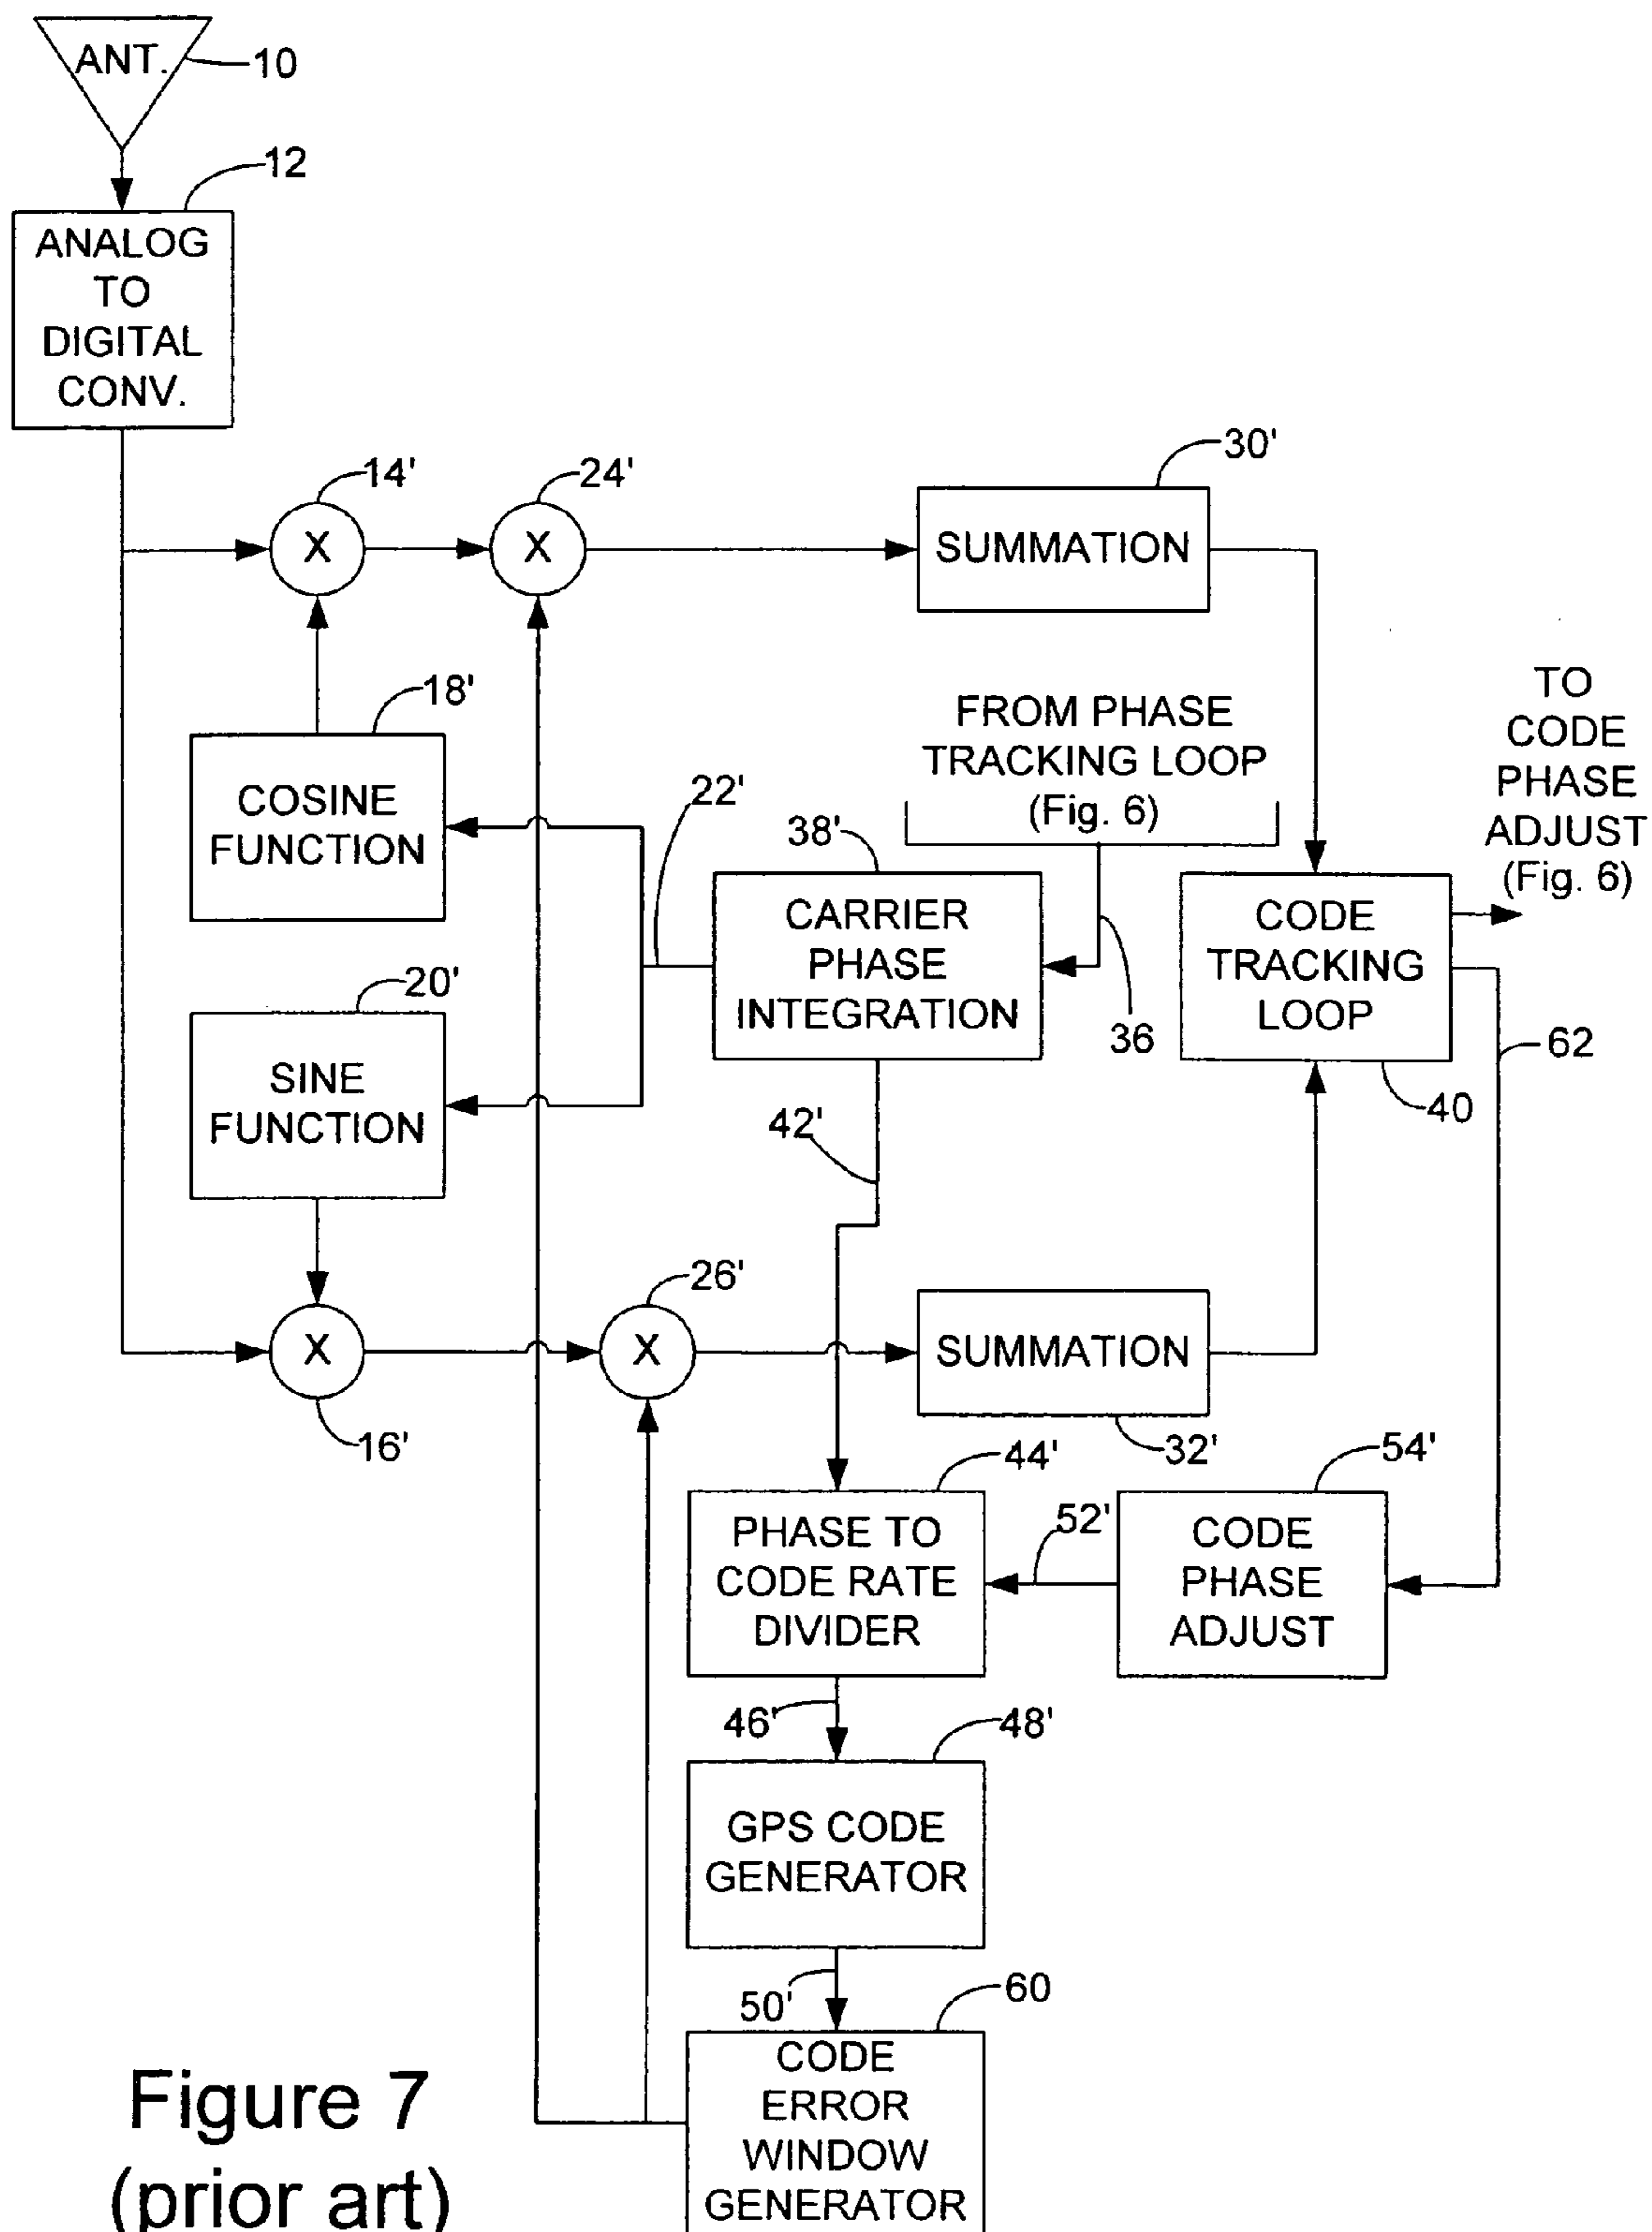 ANT.
10
12
ANALOG
TO
DIGITAL
CONV.
14'
24'
30'
X
X
SUMMATION
18'
COSINE
FUNCTION
22'
FROM PHASE
TRACKING LOOP
(Fig. 6)
TO
CODE
PHASE
ADJUST
(Fig. 6)
38'
CARRIER
PHASE
INTEGRATION
36
CODE
TRACKING
LOOP
62
40
20'
SINE
FUNCTION
42'
26'
X
X
SUMMATION
16'
32'
44'
54'
PHASE TO
CODE RATE
DIVIDER
52'
CODE
PHASE
ADJUST
46'
48'
GPS CODE
GENERATOR
50'
60
CODE
ERROR
WINDOW
GENERATOR
Figure 7
(prior art)